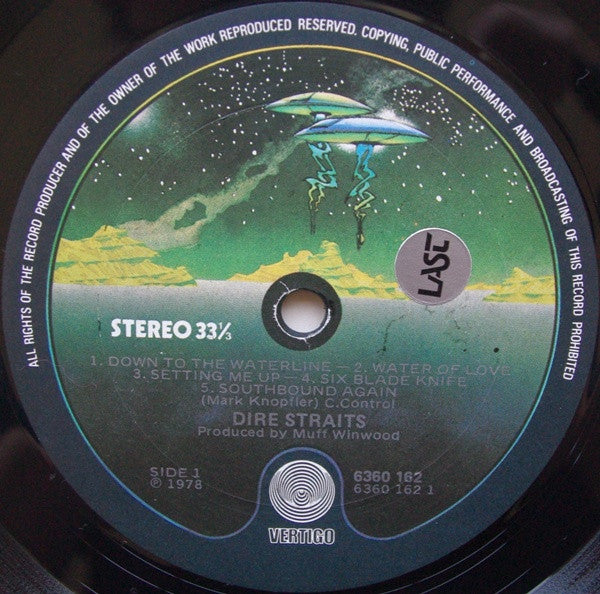 ALL RIGHTS OF THE RECORD PRODUCER AND OF THE OWNER OF THE WORK REPRODUCED RESERVED. COPYING, PUBLIC PERFORMANCE AND BROADCASTING OF THIS RECORD PROHIBITED
LAST
STEREO 33⅓
1. DOWN TO THE WATERLINE — 2. WATER OF LOVE
3. SETTING ME UP — 4. SIX BLADE KNIFE
5. SOUTHBOUND AGAIN
(Mark Knopfler) C.Control
DIRE STRAITS
Produced by Muff Winwood
SIDE 1
℗ 1978
6360 162
6360 162 1
VERTIGO